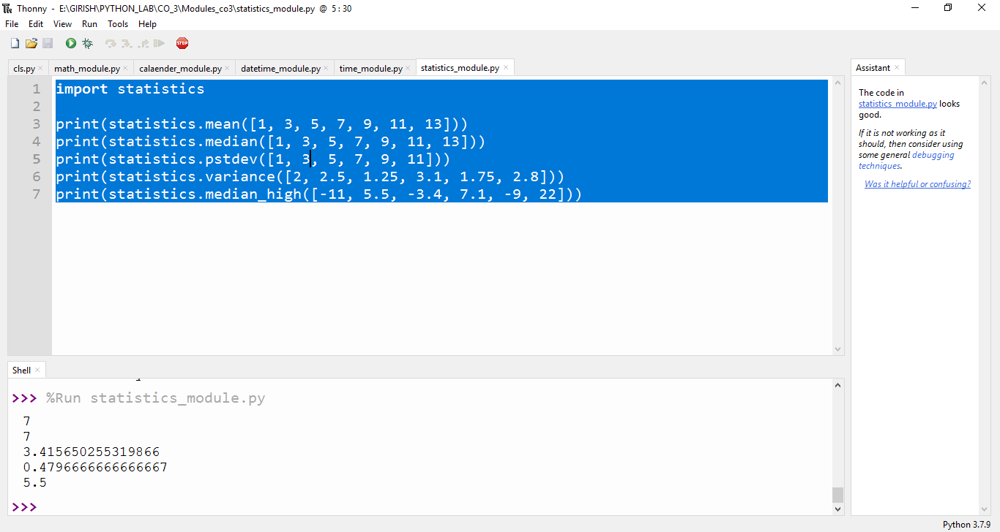 Thonny - E:\GIRISH\PYTHON_LAB\CO_3\Modules_co3\statistics_module.py @ 5 : 30
File Edit View Run Tools Help
STOP
cls.py × math_module.py × calaender_module.py × datetime_module.py × time_module.py × statistics_module.py ×
1 import statistics
2
3 print(statistics.mean([1, 3, 5, 7, 9, 11, 13]))
4 print(statistics.median([1, 3, 5, 7, 9, 11, 13]))
5 print(statistics.pstdev([1, 3, 5, 7, 9, 11]))
6 print(statistics.variance([2, 2.5, 1.25, 3.1, 1.75, 2.8]))
7 print(statistics.median_high([-11, 5.5, -3.4, 7.1, -9, 22]))
Assistant ×
The code in
statistics_module.py looks
good.
If it is not working as it
should, then consider using
some general debugging
techniques.
Was it helpful or confusing?
Shell ×
>>> %Run statistics_module.py
7
7
3.415650255319866
0.4796666666666667
5.5
>>>
Python 3.7.9